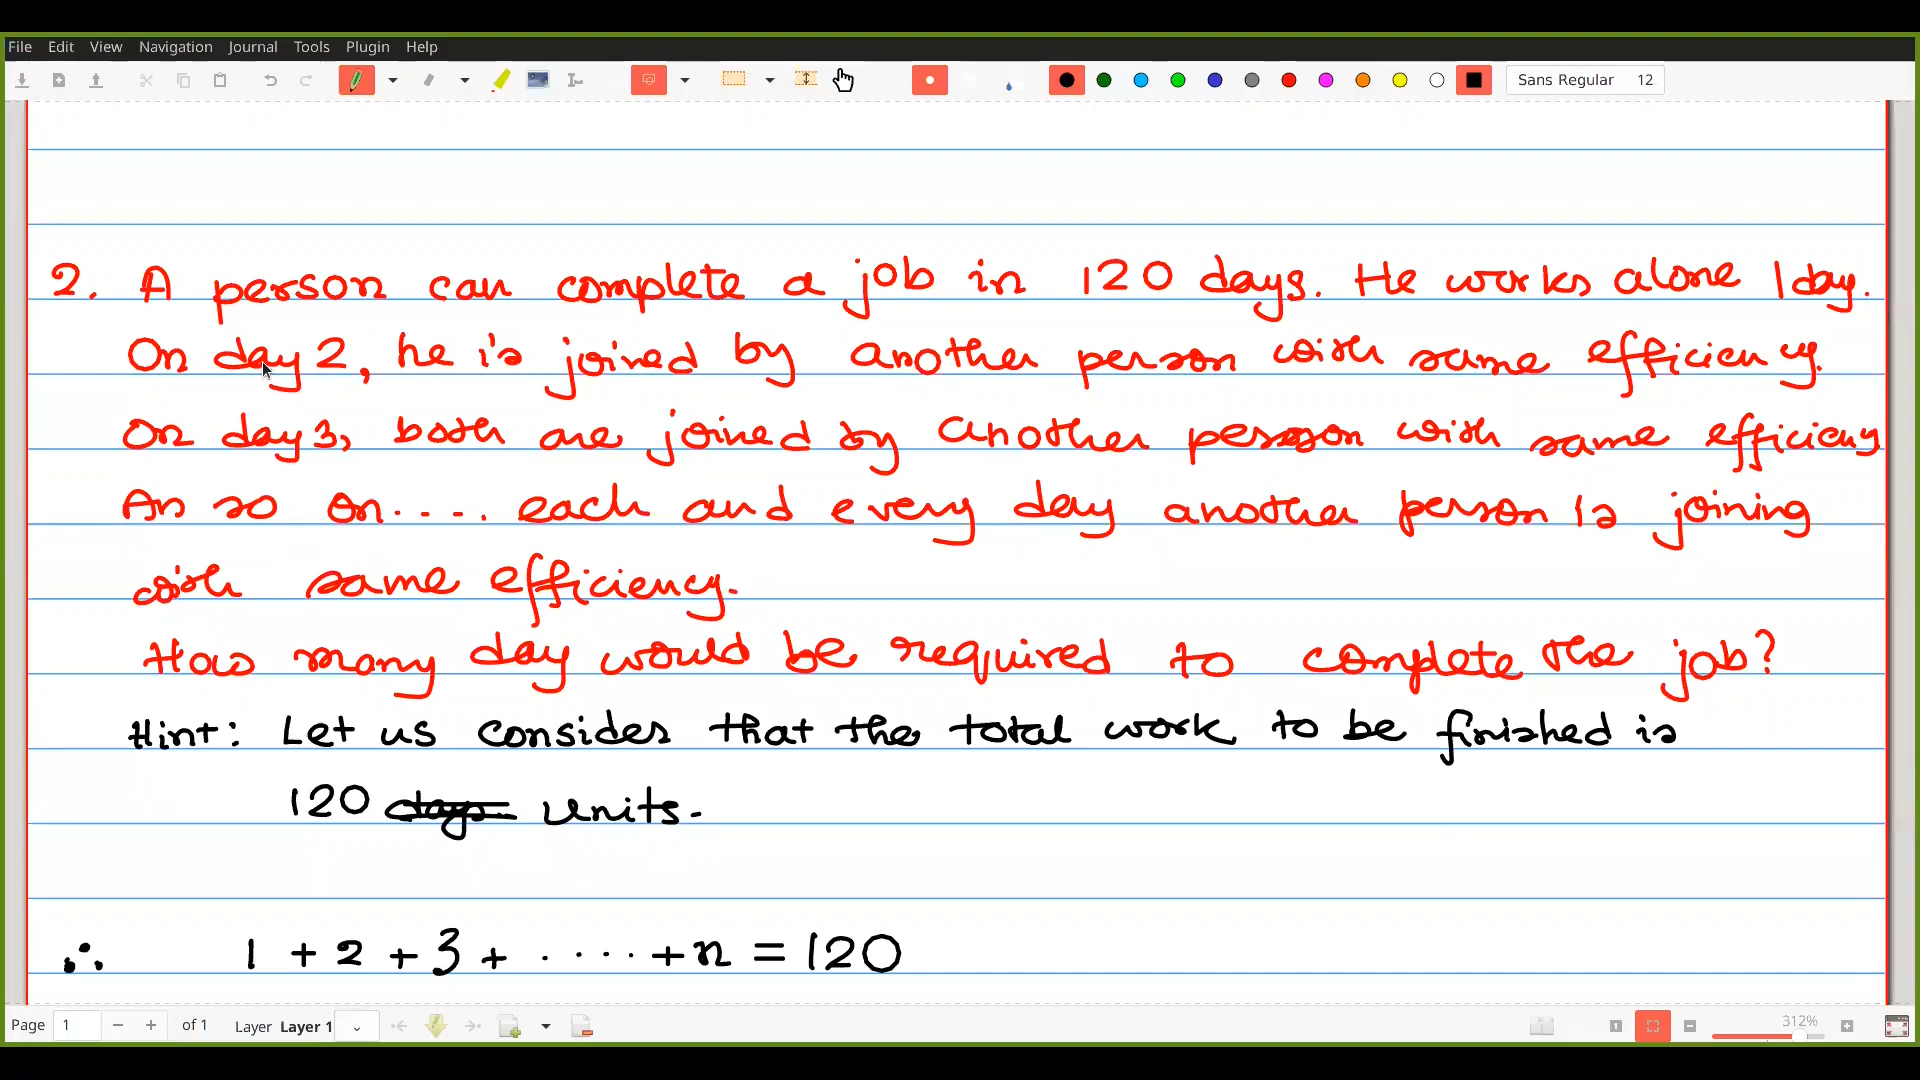 File Edit View Navigation Journal Tools Plugin Help
Sans Regular 12
2. A person can complete a job in 120 days. He works alone 1 day.
On day 2, he is joined by another person with same efficiency.
On day 3, both are joined by another person with same efficieny
As so on.... each and every day another person is joining
with same efficiency.
How many day would be required to complete the job?
Hint: Let us consider that the total work to be finished is
120 days units.
∴ 1 + 2 + 3 + ..... + n = 120
Page 1 of 1 Layer Layer 1 312%